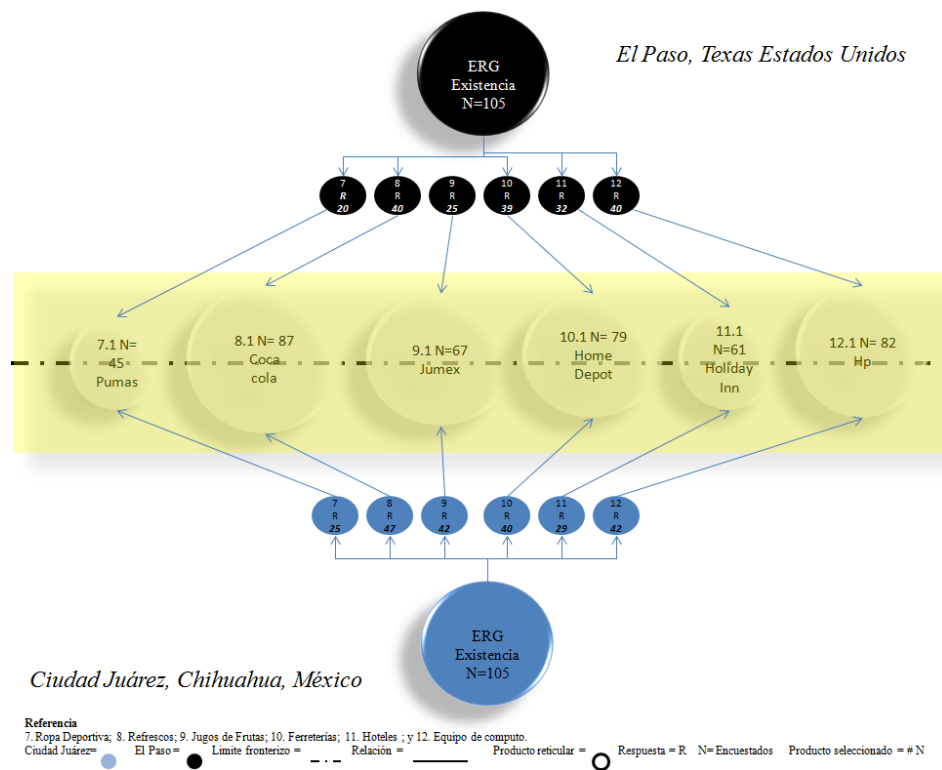 El Paso, Texas Estados Unidos
ERG
Existencia
N=105
7
R
20
8
R
40
9
R
25
10
R
39
11
R
32
12
R
40
7.1 N=
45
Pumas
8.1 N= 87
Coca
cola
9.1 N=67
Jumex
10.1 N= 79
Home
Depot
11.1
N=61
Holiday
Inn
12.1 N= 82
Hp
7
R
25
8
R
47
9
R
42
10
R
40
11
R
29
12
R
42
ERG
Existencia
N=105
Ciudad Juárez, Chihuahua, México
Referencia
7. Ropa Deportiva; 8. Refrescos; 9. Jugos de Frutas; 10. Ferreterías; 11. Hoteles ; y 12. Equipo de computo.
Ciudad Juárez= El Paso = Limite fronterizo = Relación = Producto reticular = Respuesta = R N= Encuestados Producto seleccionado = # N